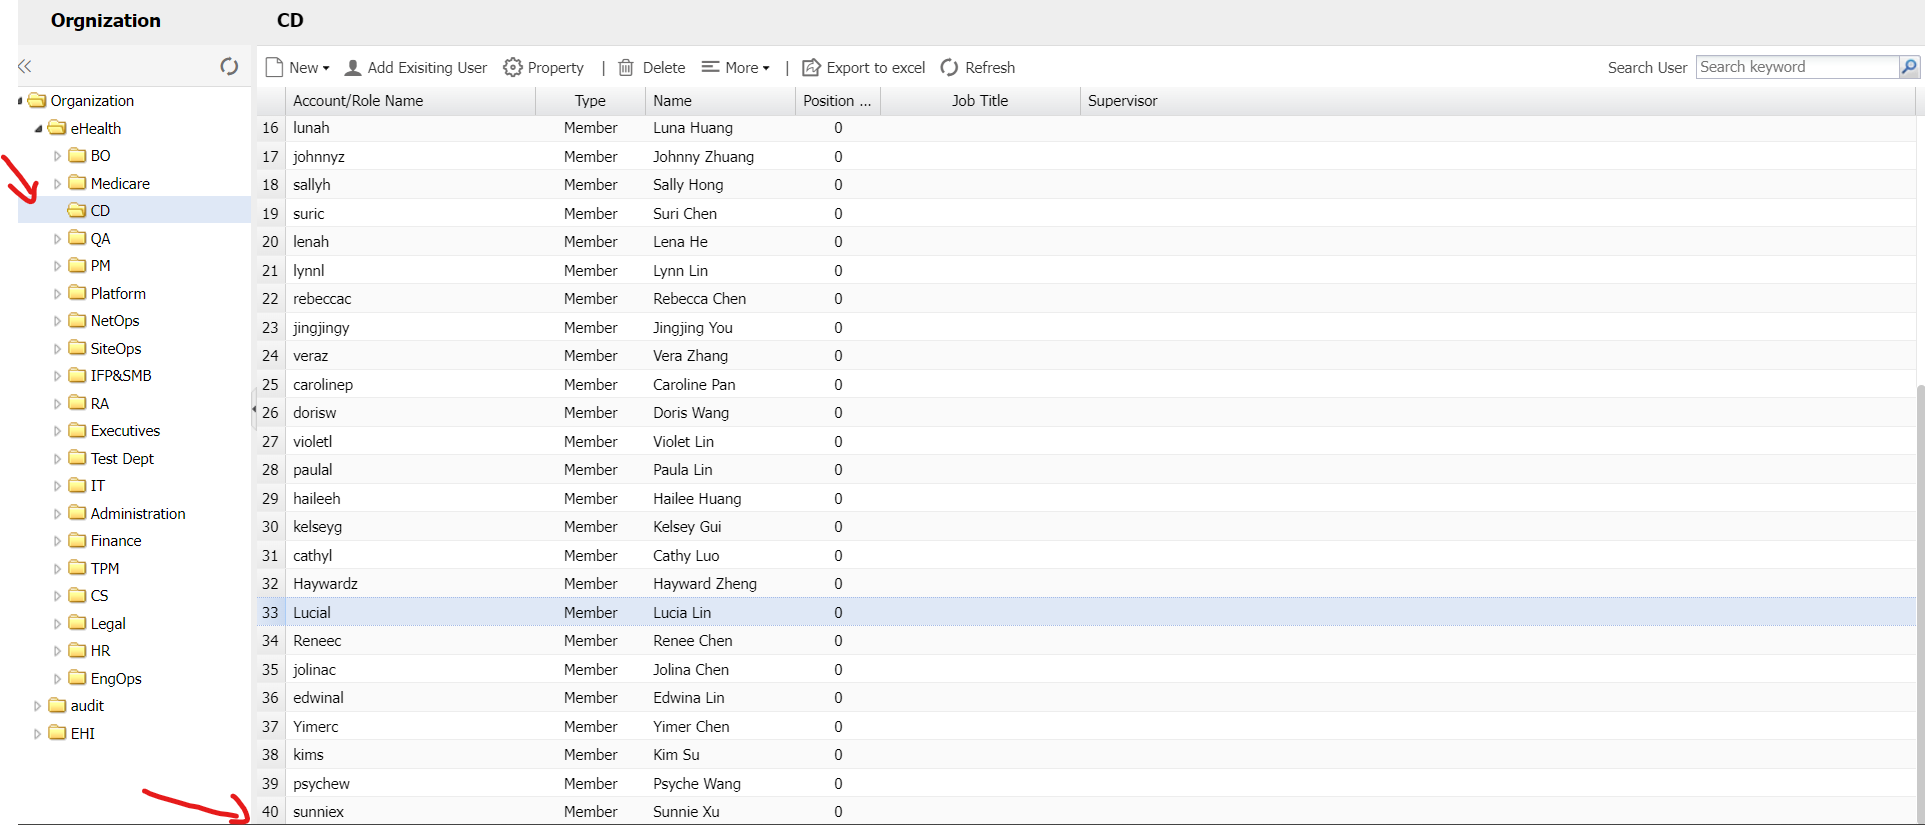 Orgnization
CD
New
Add Exisiting User
Property
|
Delete
More
|
Export to excel
Refresh
Search User
Search keyword
Organization
eHealth
BO
Medicare
CD
QA
PM
Platform
NetOps
SiteOps
IFP&SMB
RA
Executives
Test Dept
IT
Administration
Finance
TPM
CS
Legal
HR
EngOps
audit
EHI
Account/Role Name Type Name Position ... Job Title Supervisor
16 lunah Member Luna Huang 0
17 johnnyz Member Johnny Zhuang 0
18 sallyh Member Sally Hong 0
19 suric Member Suri Chen 0
20 lenah Member Lena He 0
21 lynnl Member Lynn Lin 0
22 rebeccac Member Rebecca Chen 0
23 jingjingy Member Jingjing You 0
24 veraz Member Vera Zhang 0
25 carolinep Member Caroline Pan 0
26 dorisw Member Doris Wang 0
27 violetl Member Violet Lin 0
28 paulal Member Paula Lin 0
29 haileeh Member Hailee Huang 0
30 kelseyg Member Kelsey Gui 0
31 cathyl Member Cathy Luo 0
32 Haywardz Member Hayward Zheng 0
33 Lucial Member Lucia Lin 0
34 Reneec Member Renee Chen 0
35 jolinac Member Jolina Chen 0
36 edwinal Member Edwina Lin 0
37 Yimerc Member Yimer Chen 0
38 kims Member Kim Su 0
39 psychew Member Psyche Wang 0
40 sunniex Member Sunnie Xu 0